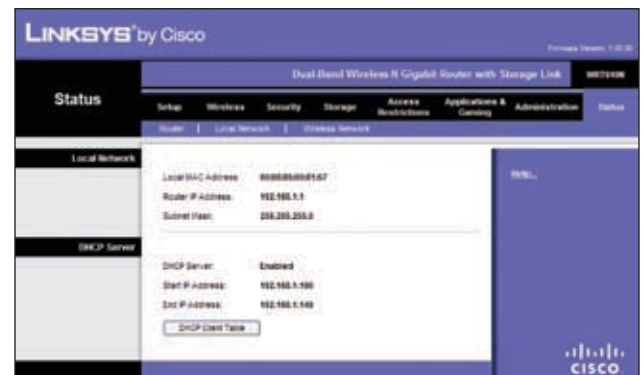 LINKSYS by Cisco
Firmware Version:
Dual-Band Wireless-N Gigabit Router with Storage Link
Status
Setup Wireless Security Storage Access Restrictions Applications & Gaming Administration Status
Router | Local Network | Wireless Network
Local Network
Local MAC Address:
Router IP Address: 192.168.1.1
Subnet Mask: 255.255.255.0
Help...
DHCP Server
DHCP Server: Enabled
Start IP Address: 192.168.1.100
End IP Address: 192.168.1.149
DHCP Client Table
CISCO